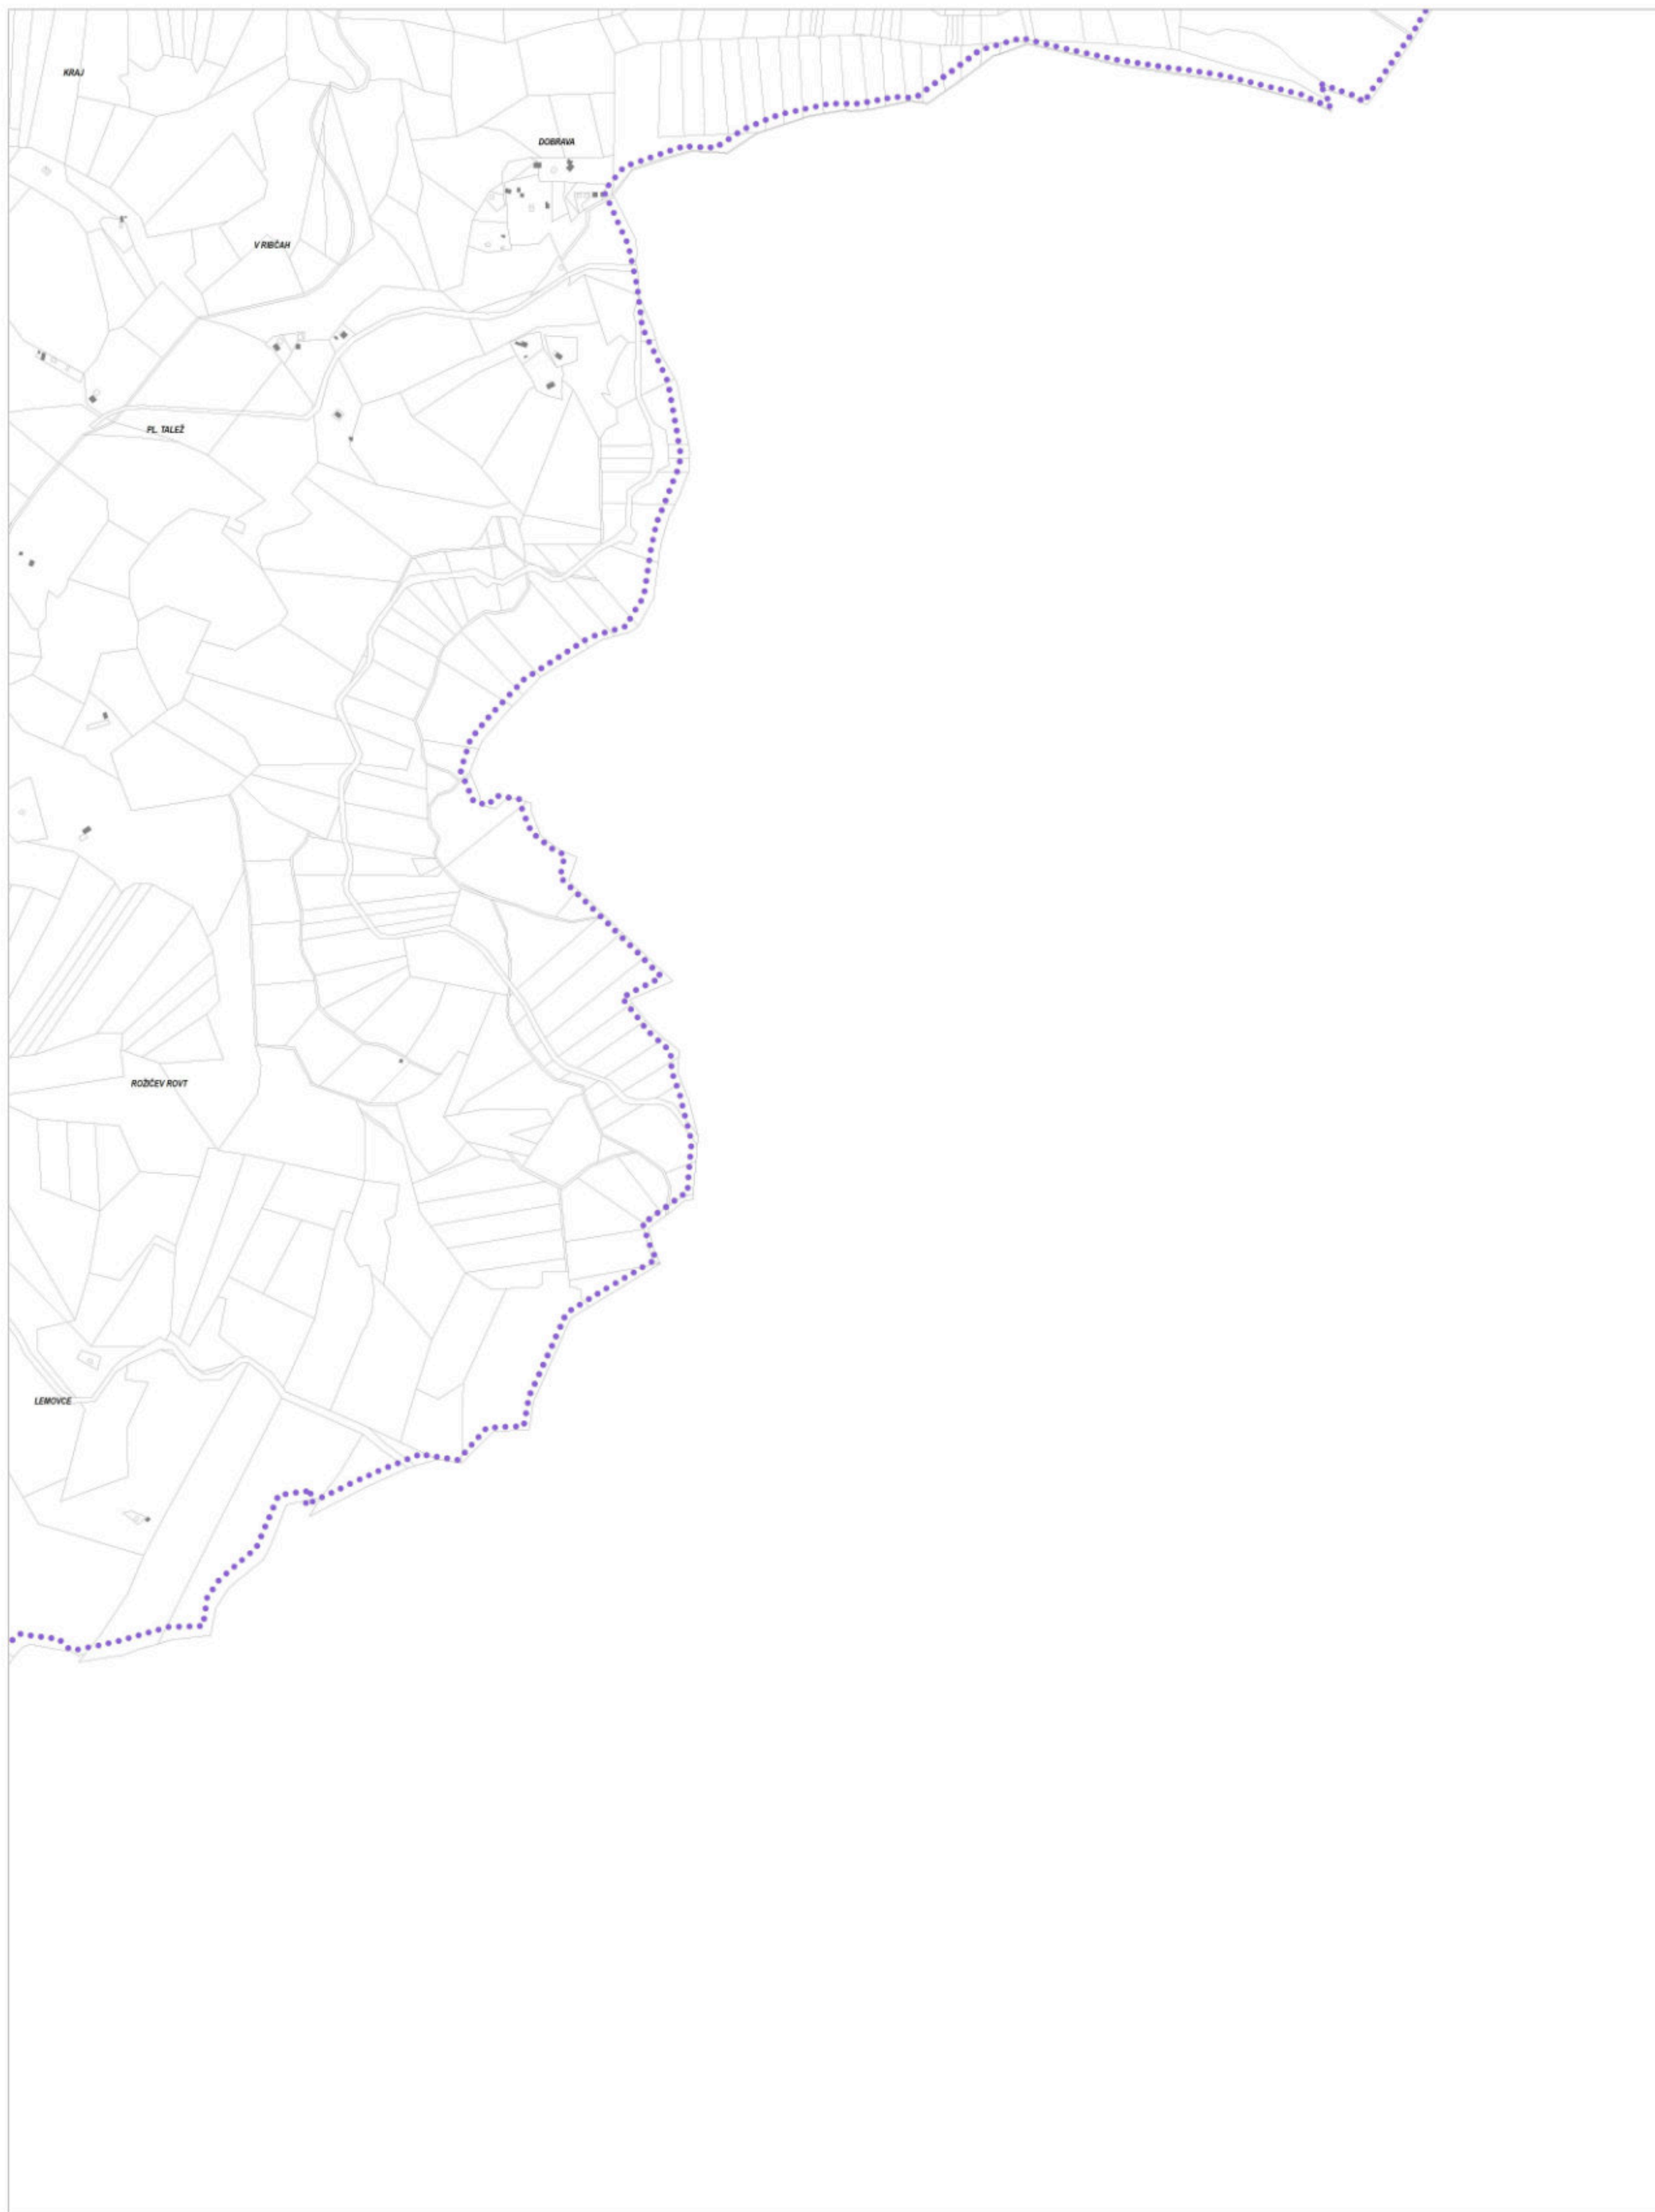 KRAJ
DOBRAVA
V RIBČAH
PL. TALEŽ
ROŽIČEV ROVT
LEMOVCE